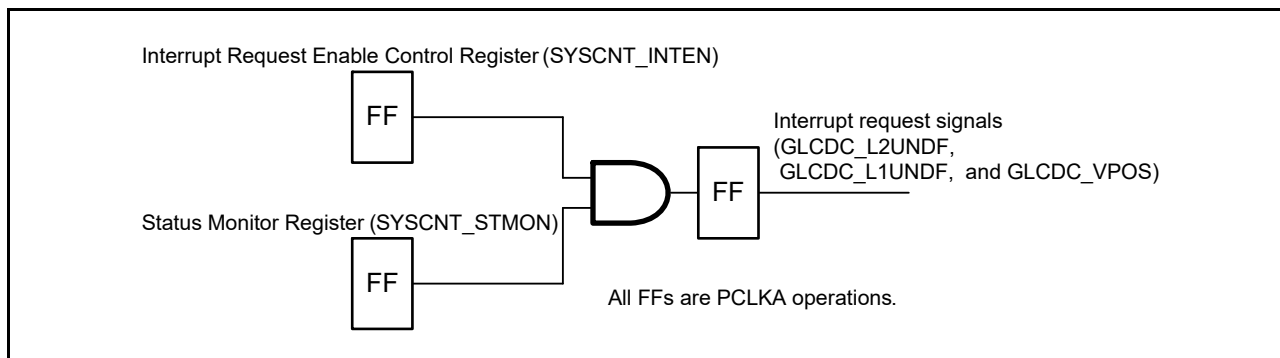 Interrupt Request Enable Control Register (SYSCNT_INTEN)
FF
Interrupt request signals
(GLCDC_L2UNDF,
GLCDC_L1UNDF, and GLCDC_VPOS)
FF
Status Monitor Register (SYSCNT_STMON)
FF
All FFs are PCLKA operations.